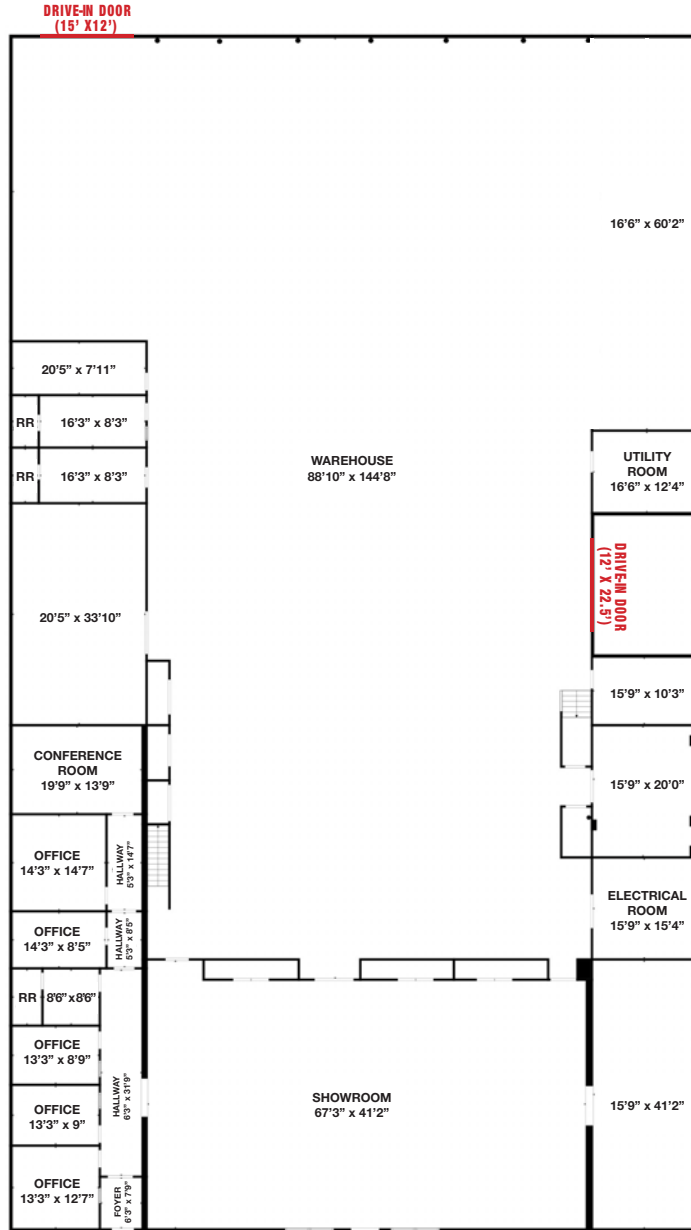 DRIVE-IN DOOR
(15' X12')
16'6" x 60'2"
20'5" x 7'11"
RR
16'3" x 8'3"
RR
16'3" x 8'3"
WAREHOUSE
88'10" x 144'8"
UTILITY
ROOM
16'6" x 12'4"
DRIVE-IN DOOR
(12' X 22.5')
20'5" x 33'10"
15'9" x 10'3"
CONFERENCE
ROOM
19'9" x 13'9"
15'9" x 20'0"
OFFICE
14'3" x 14'7"
HALLWAY
5'3" x 14'7"
OFFICE
14'3" x 8'5"
HALLWAY
5'3" x 8'5"
ELECTRICAL
ROOM
15'9" x 15'4"
RR
8'6" x8'6"
OFFICE
13'3" x 8'9"
HALLWAY
6'3" x 31'9"
OFFICE
13'3" x 9"
SHOWROOM
67'3" x 41'2"
15'9" x 41'2"
OFFICE
13'3" x 12'7"
FOYER
6'3" x 7'9"